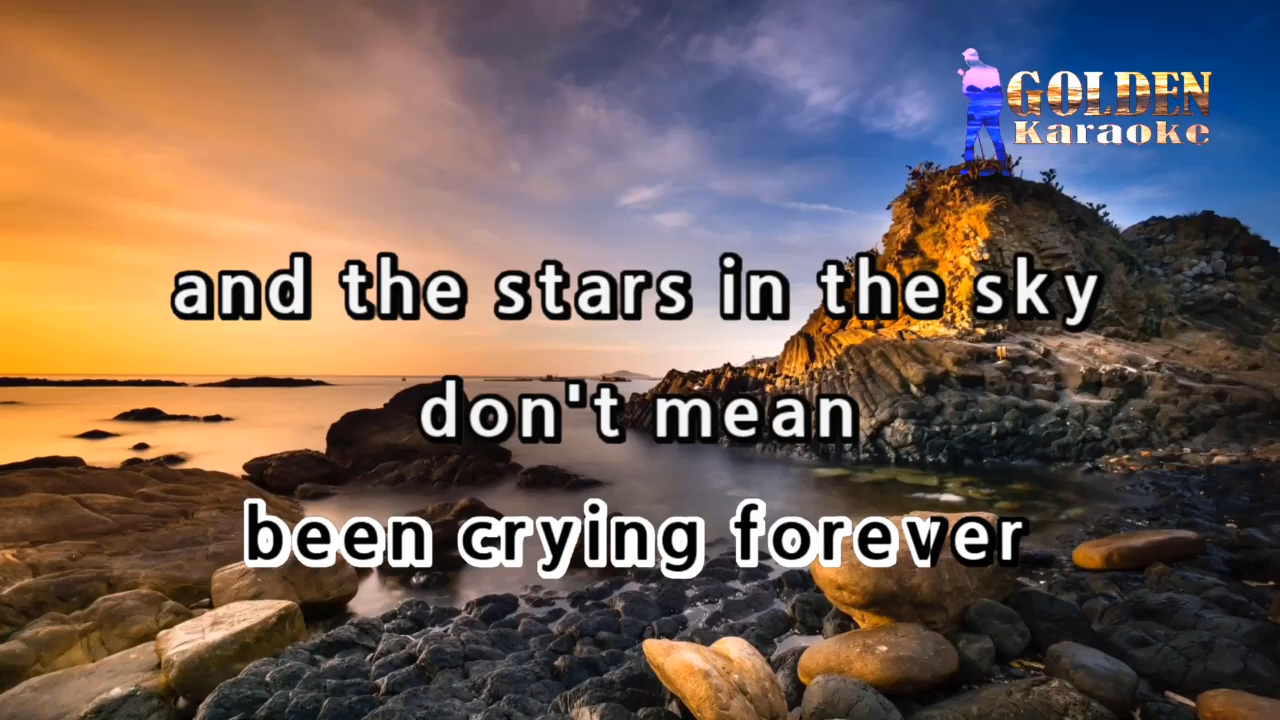 GOLDEN
Karaoke
and the stars in the sky
don't mean
been crying forever